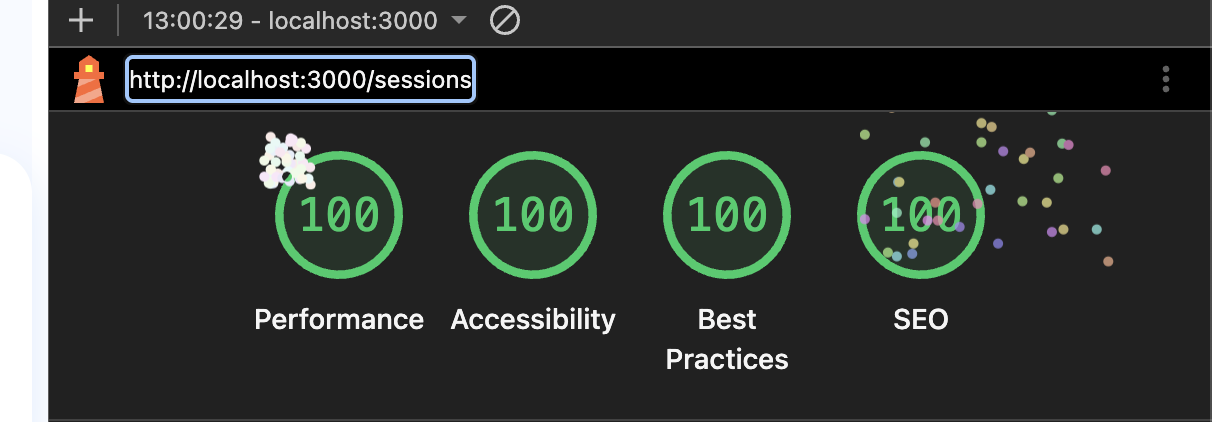 13:00:29 - localhost:3000
http://localhost:3000/sessions
100 100 100 100
Performance Accessibility Best Practices SEO